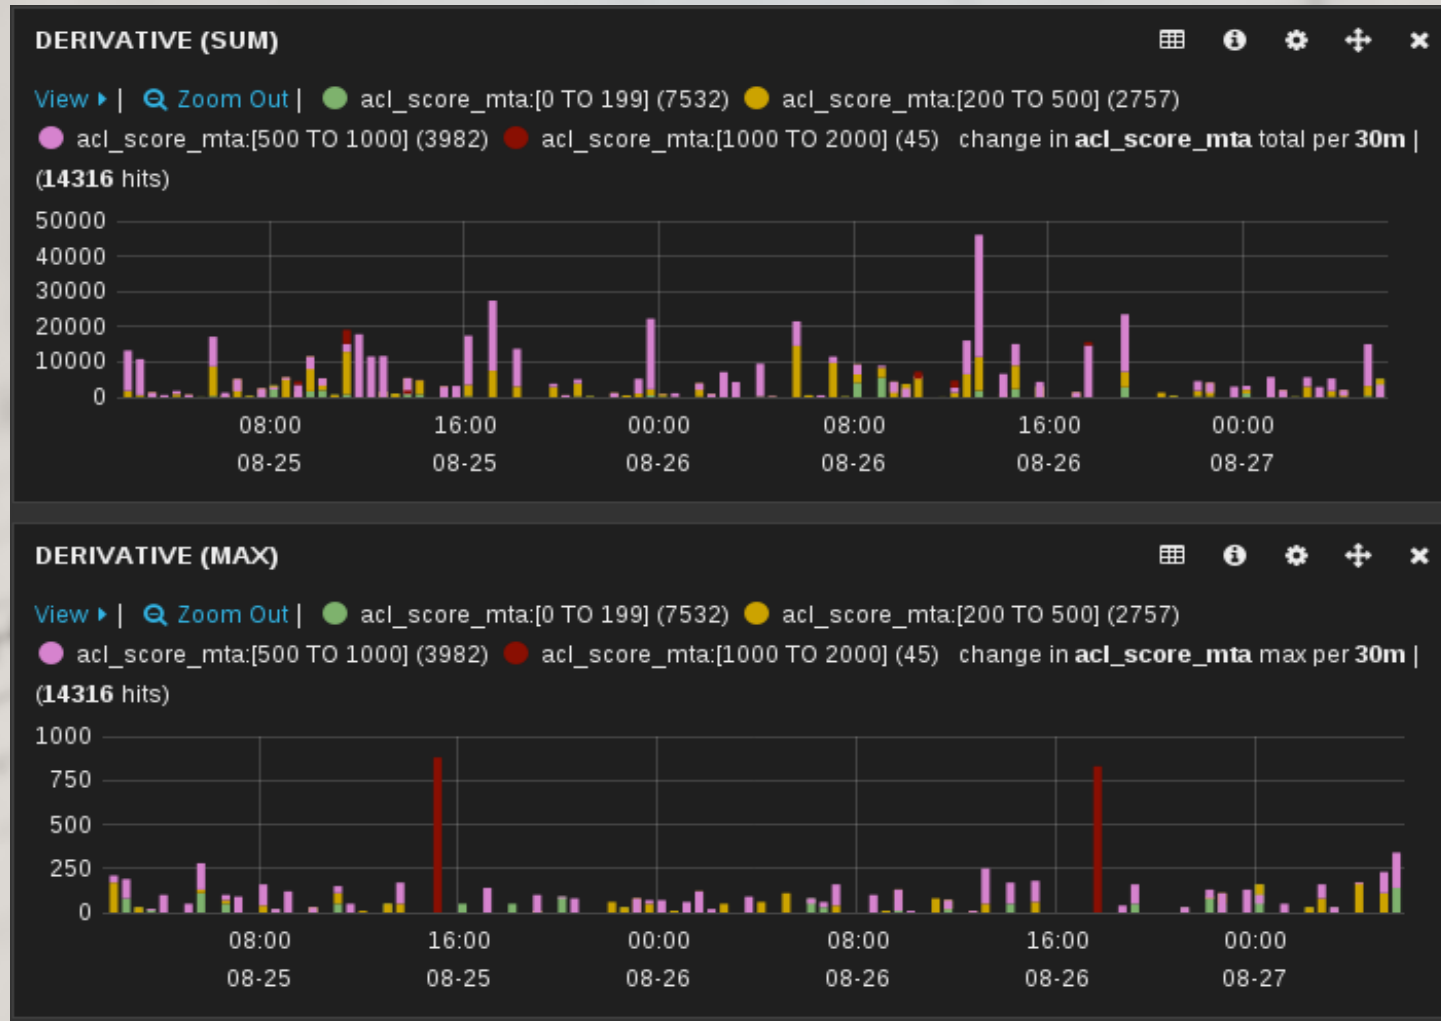 DERIVATIVE (SUM)
View | Zoom Out | acl_score_mta:[0 TO 199] (7532) acl_score_mta:[200 TO 500] (2757)
acl_score_mta:[500 TO 1000] (3982) acl_score_mta:[1000 TO 2000] (45) change in acl_score_mta total per 30m |
(14316 hits)
50000
40000
30000
20000
10000
0
08:00 16:00 00:00 08:00 16:00 00:00
08-25 08-25 08-26 08-26 08-26 08-27
DERIVATIVE (MAX)
View | Zoom Out | acl_score_mta:[0 TO 199] (7532) acl_score_mta:[200 TO 500] (2757)
acl_score_mta:[500 TO 1000] (3982) acl_score_mta:[1000 TO 2000] (45) change in acl_score_mta max per 30m |
(14316 hits)
1000
750
500
250
0
08:00 16:00 00:00 08:00 16:00 00:00
08-25 08-25 08-26 08-26 08-26 08-27